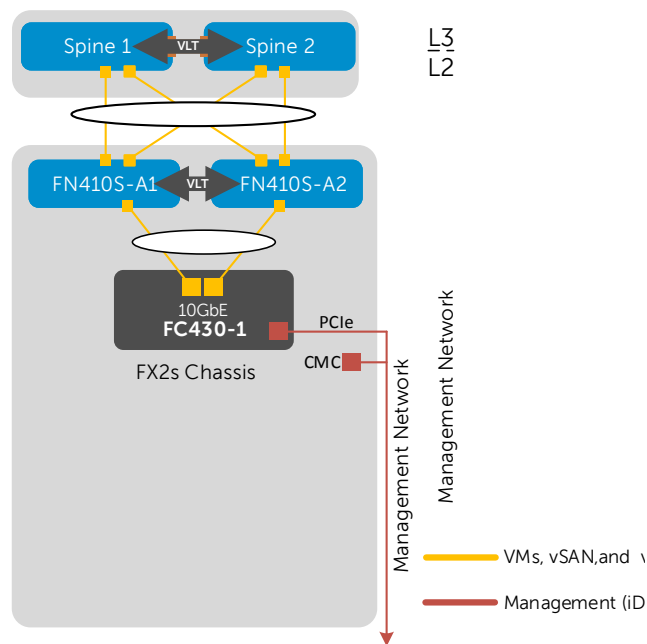 Spine 1
VLT
Spine 2
L3
L2
FN410S-A1
VLT
FN410S-A2
10GbE
FC430-1
PCIe
CMC
FX2s Chassis
Management Network
Management Network
VMs, vSAN,and v
Management (iD